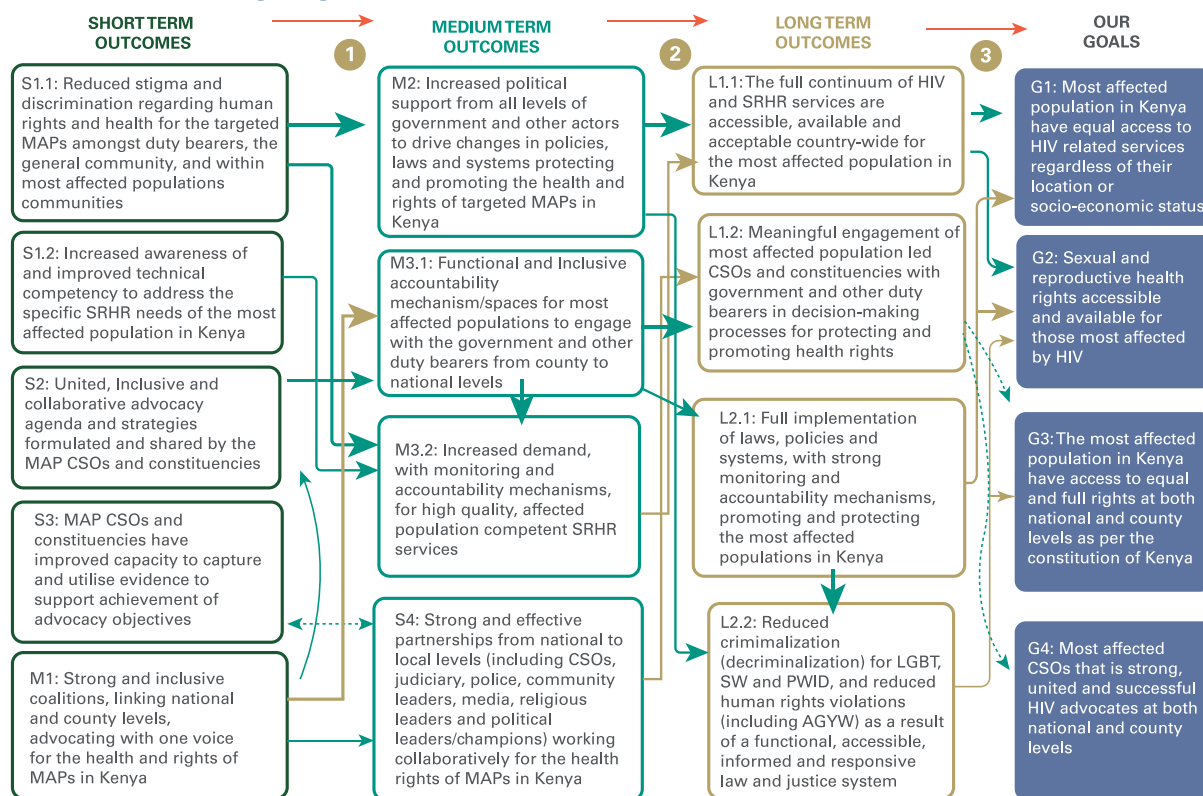 SHORT TERM
OUTCOMES
1
MEDIUM TERM
OUTCOMES
2
LONG TERM
OUTCOMES
3
OUR
GOALS
S1.1: Reduced stigma and
discrimination regarding human
rights and health for the targeted
MAPs amongst duty bearers, the
general community, and within
most affected populations
communities
S1.2: Increased awareness of
and improved technical
competency to address the
specific SRHR needs of the most
affected population in Kenya
S2: United, Inclusive and
collaborative advocacy
agenda and strategies
formulated and shared by the
MAP CSOs and constituencies
S3: MAP CSOs and
constituencies have
improved capacity to capture
and utilise evidence to
support achievement of
advocacy objectives
M1: Strong and inclusive
coalitions, linking national
and county levels,
advocating with one voice
for the health and rights of
MAPs in Kenya
M2: Increased political
support from all levels of
government and other actors
to drive changes in policies,
laws and systems protecting
and promoting the health and
rights of targeted MAPs in
Kenya
M3.1: Functional and Inclusive
accountability
mechanism/spaces for most
affected populations to engage
with the government and other
duty bearers from county to
national levels
M3.2: Increased demand,
with monitoring and
accountability mechanisms,
for high quality, affected
population competent SRHR
services
S4: Strong and effective
partnerships from national to
local levels (including CSOs,
judiciary, police, community
leaders, media, religious
leaders and political
leaders/champions) working
collaboratively for the health
rights of MAPs in Kenya
L1.1: The full continuum of HIV
and SRHR services are
accessible, available and
acceptable country-wide for
the most affected population in
Kenya
L1.2: Meaningful engagement of
most affected population led
CSOs and constituencies with
government and other duty
bearers in decision-making
processes for protecting and
promoting health rights
L2.1: Full implementation
of laws, policies and
systems, with strong
monitoring and
accountability mechanisms,
promoting and protecting
the most affected
populations in Kenya
L2.2: Reduced
crimimalization
(decriminalization) for LGBT,
SW and PWID, and reduced
human rights violations
(including AGYW) as a result
of a functional, accessible,
informed and responsive
law and justice system
G1: Most affected
population in Kenya
have equal access to
HIV related services
regardless of their
location or
socio-economic status
G2: Sexual and
reproductive health
rights accessible
and available for
those most affected
by HIV
G3: The most affected
population in Kenya
have access to equal
and full rights at both
national and county
levels as per the
constitution of Kenya
G4: Most affected
CSOs that is strong,
united and successful
HIV advocates at both
national and county
levels